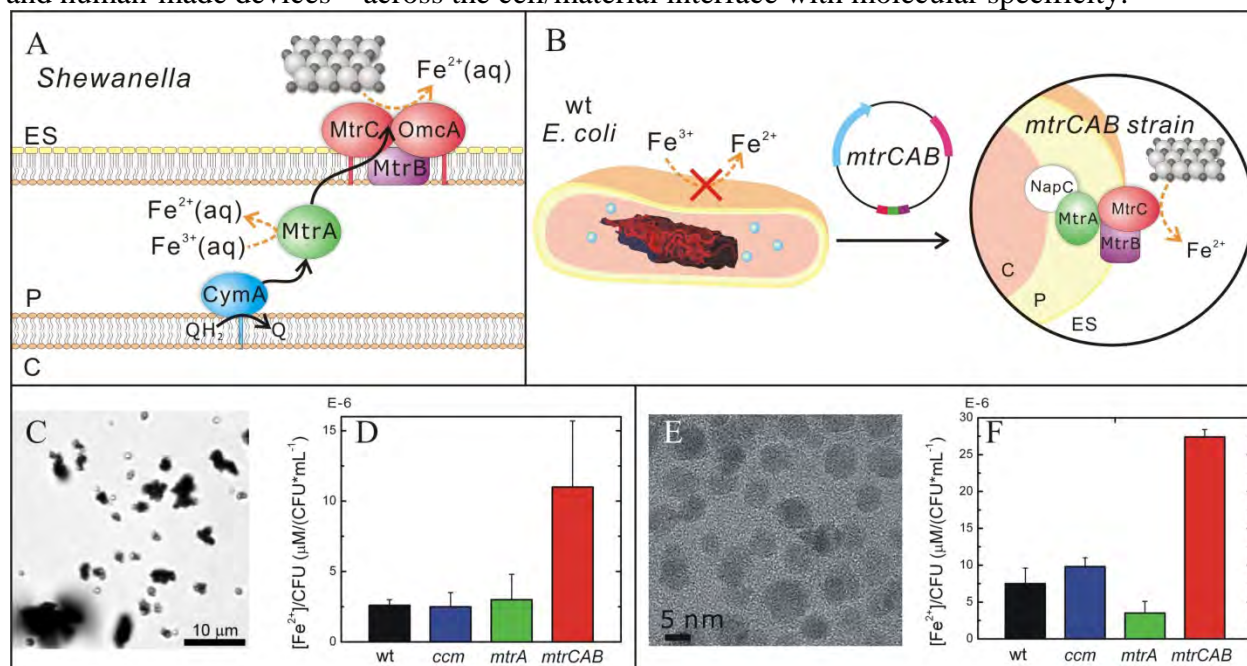 and human-made devices – across the cell/material interface with molecular specificity.
A
Shewanella
Fe²⁺(aq)
ES
MtrC
OmcA
MtrB
Fe²⁺(aq)
Fe³⁺(aq)
MtrA
P
CymA
QH₂
Q
C
B
wt
E. coli
Fe³⁺
Fe²⁺
mtrCAB
mtrCAB strain
NapC
MtrA
MtrC
MtrB
Fe²⁺
C
P
ES
C
10 µm
D
E-6
[Fe²⁺]/CFU (µM/(CFU*mL⁻¹)
15
10
5
wt
ccm
mtrA
mtrCAB
E
5 nm
F
E-6
[Fe²⁺]/CFU (µM/(CFU*mL⁻¹)
30
25
20
15
10
5
0
wt
ccm
mtrA
mtrCAB